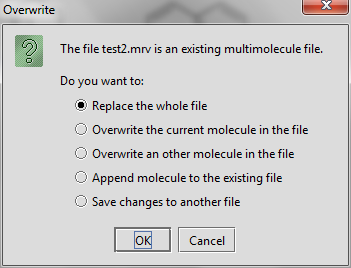 Overwrite
The file test2.mrv is an existing multimolecule file.
Do you want to:
Replace the whole file
Overwrite the current molecule in the file
Overwrite an other molecule in the file
Append molecule to the existing file
Save changes to another file
OK
Cancel